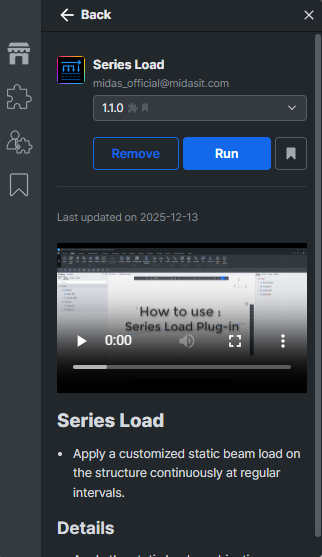 Back
Series Load
midas_official@midasit.com
1.1.0
Remove
Run
Last updated on 2025-12-13
How to use :
Series Load Plug-in
0:00
Series Load
• Apply a customized static beam load on
the structure continuously at regular
intervals.
Details